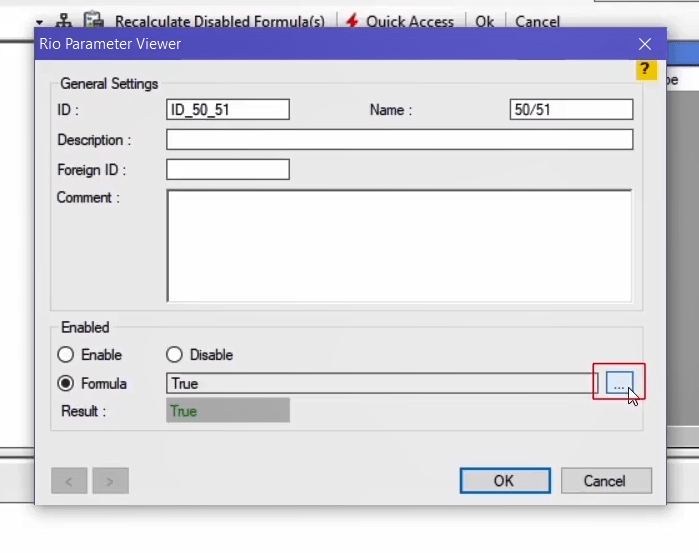 Recalculate Disabled Formula(s) Quick Access Ok Cancel
Rio Parameter Viewer
?
General Settings
ID : ID_50_51 Name : 50/51
Description :
Foreign ID :
Comment :
Enabled
Enable Disable
Formula True ...
Result : True
< > OK Cancel